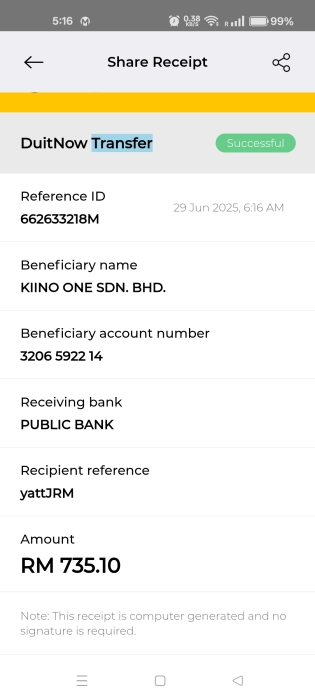 5:16
0.38
KB/S
R
99%
Share Receipt
DuitNow Transfer
Successful
Reference ID
29 Jun 2025, 6:16 AM
662633218M
Beneficiary name
KIINO ONE SDN. BHD.
Beneficiary account number
3206 5922 14
Receiving bank
PUBLIC BANK
Recipient reference
yattJRM
Amount
RM 735.10
Note: This receipt is computer generated and no
signature is required.